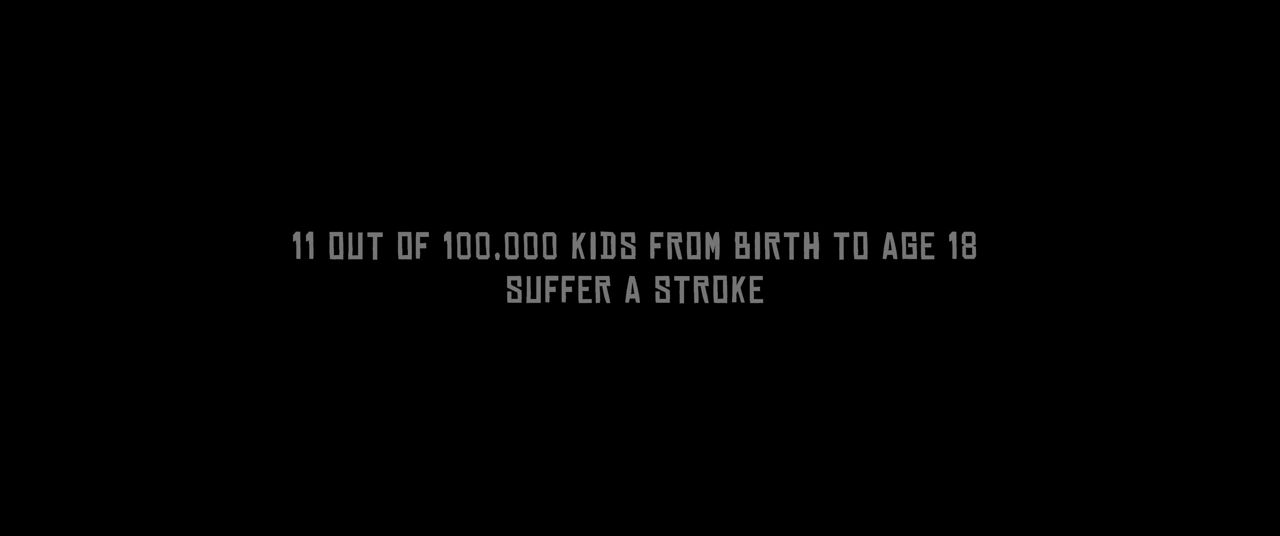 11 OUT OF 100,000 KIDS FROM BIRTH TO AGE 18
SUFFER A STROKE